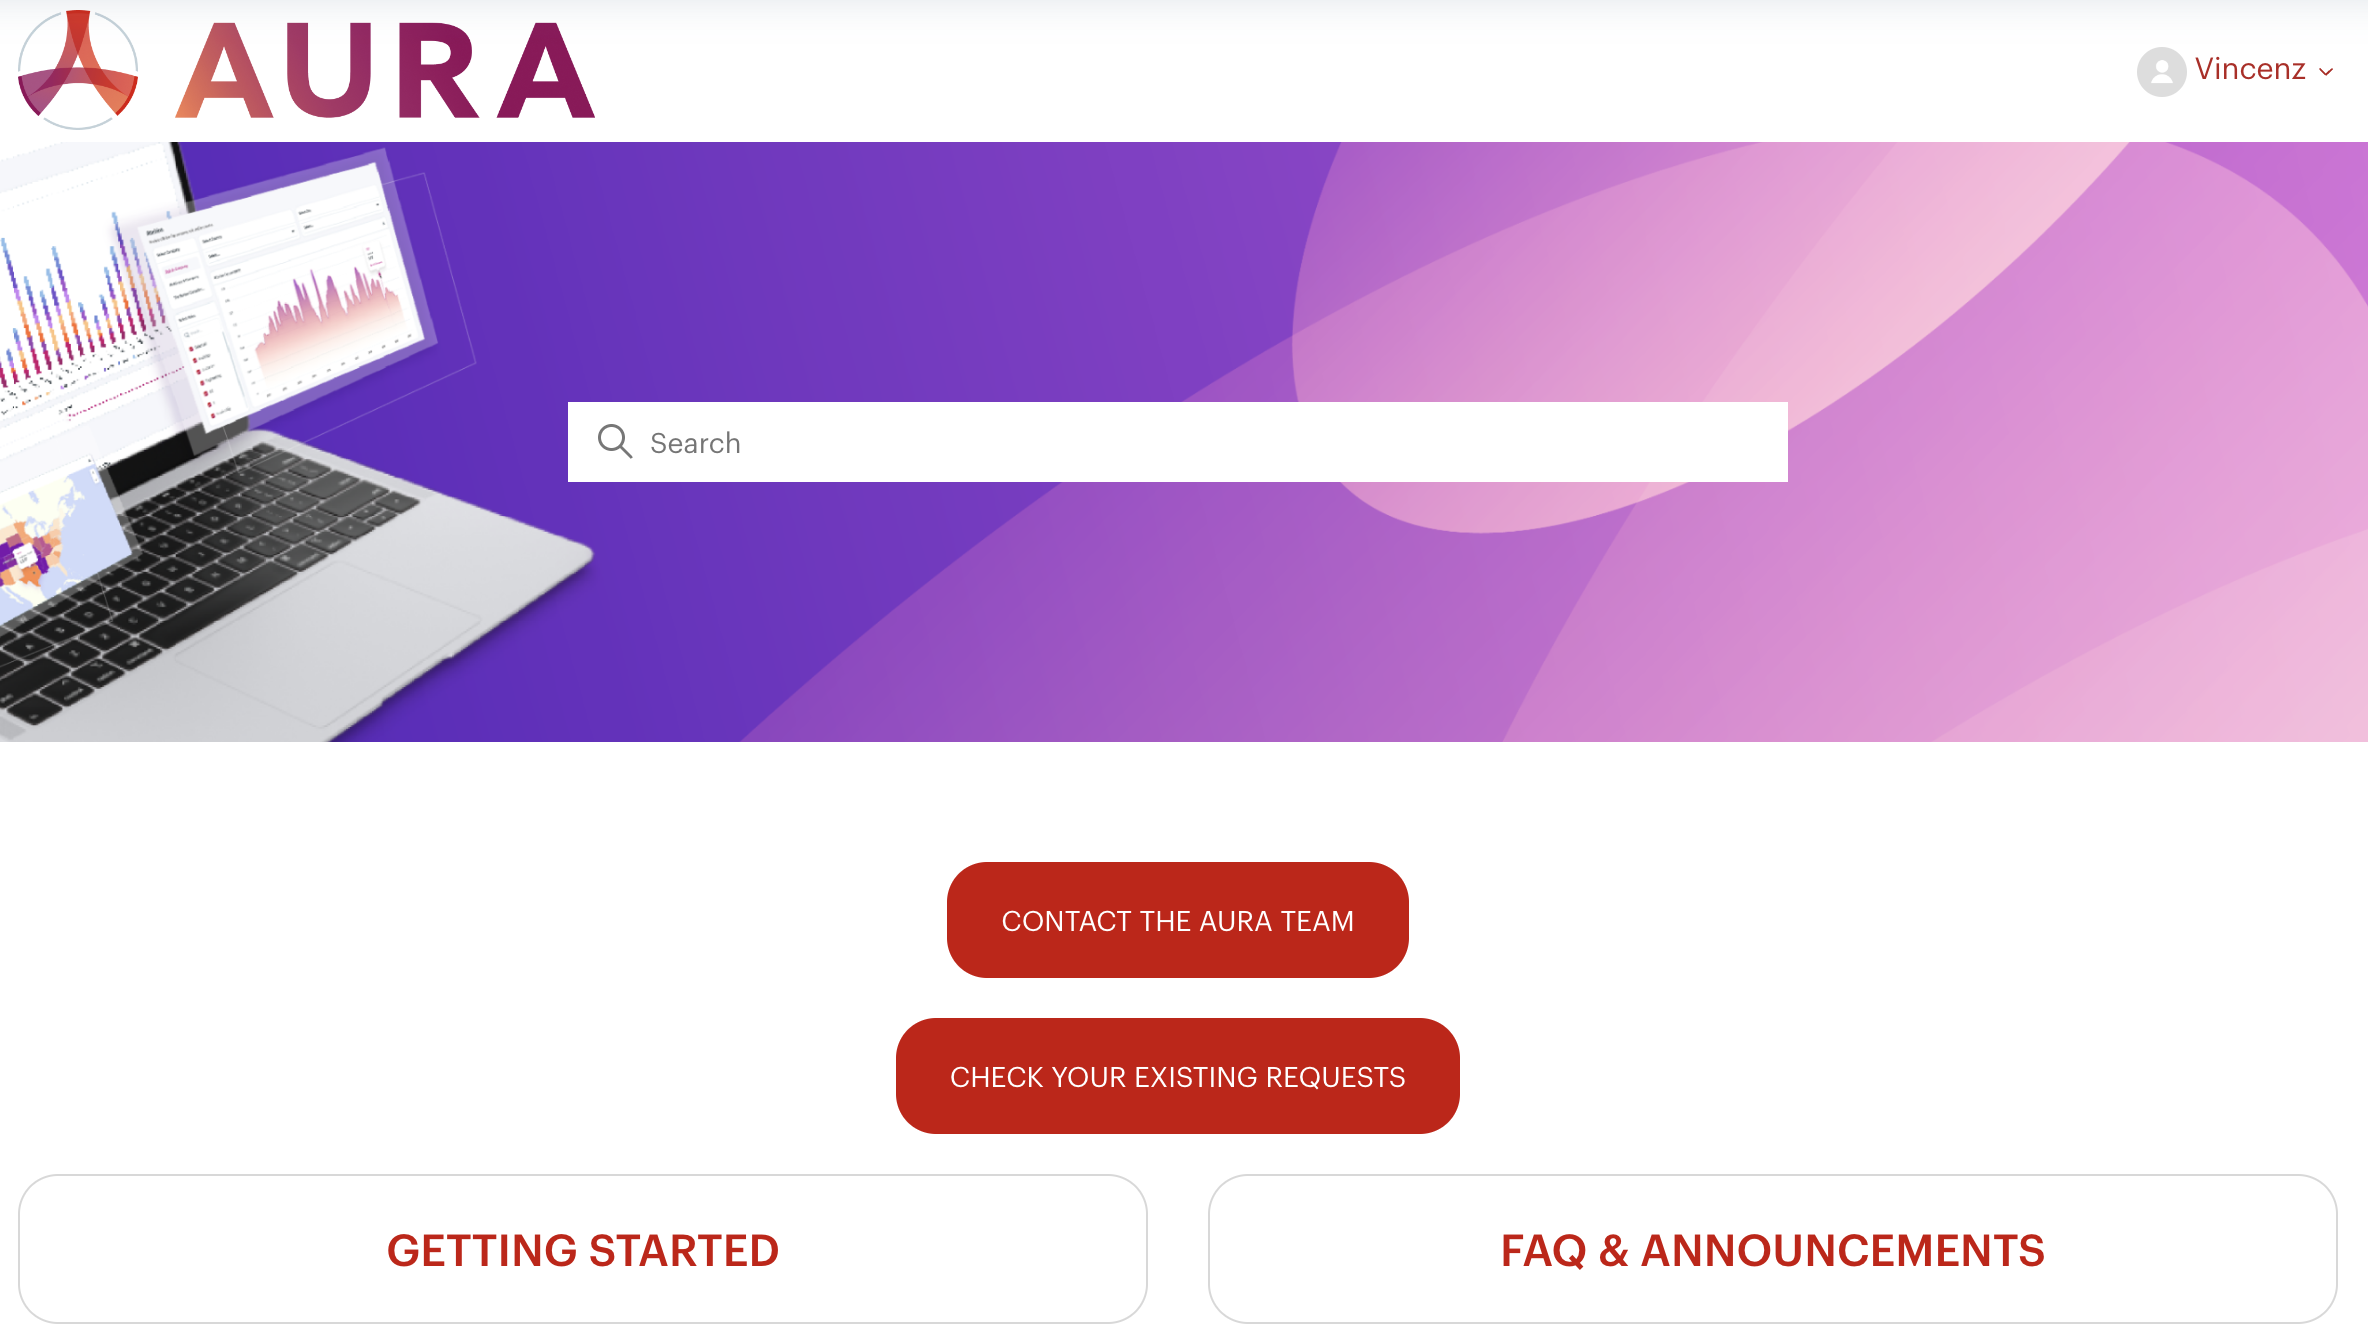 AURA
Vincenz
Search
CONTACT THE AURA TEAM
CHECK YOUR EXISTING REQUESTS
GETTING STARTED
FAQ & ANNOUNCEMENTS